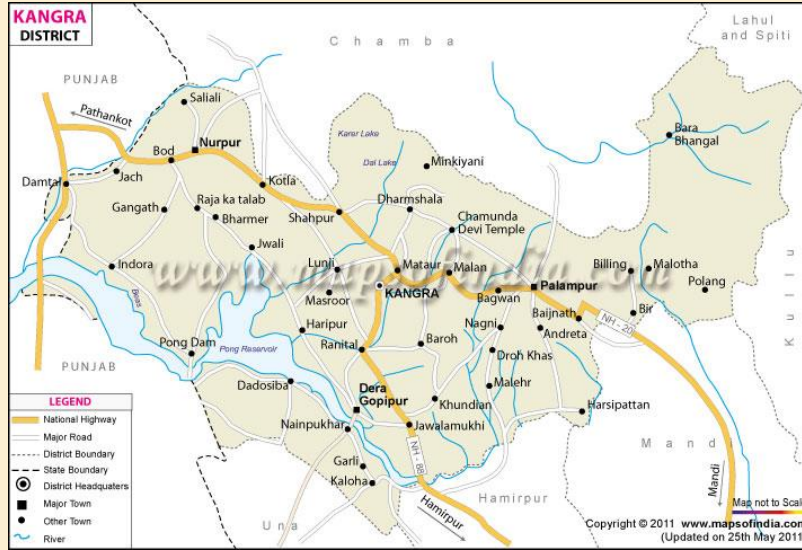 KANGRA
DISTRICT
Chamba
Lahul
and Spiti
PUNJAB
Pathankot
Saliali
Nurpur
Bod
Karer Lake
Dal Lake
Minkiyani
Bara
Bhangal
Damtal
Jach
Kotla
Gangath
Raja ka talab
Bharmer
Shahpur
Dharmshala
Chamunda
Devi Temple
Jwali
Indora
Lunji
Mataur
Malan
Billing
Malotha
www.mapsofindia.com
Masroor
KANGRA
Bagwan
Palampur
Polang
Beas
Haripur
Nagni
Baijnath
NH - 20
Bir
Kullu
Pong Dam
Pong Reservoir
Ranital
Baroh
Andreta
Droh Khas
PUNJAB
Dadosiba
Dera
Gopipur
Malehr
Khundian
Harsipattan
LEGEND
National Highway
Major Road
District Boundary
State Boundary
District Headquaters
Major Town
Other Town
River
Nainpukhar
Jawalamukhi
NH - 88
Mandi
Mandi
Garli
Kaloha
Una
Hamirpur
Hamirpur
Map not to Scale
Copyright © 2011 www.mapsofindia.com
(Updated on 25th May 2011)